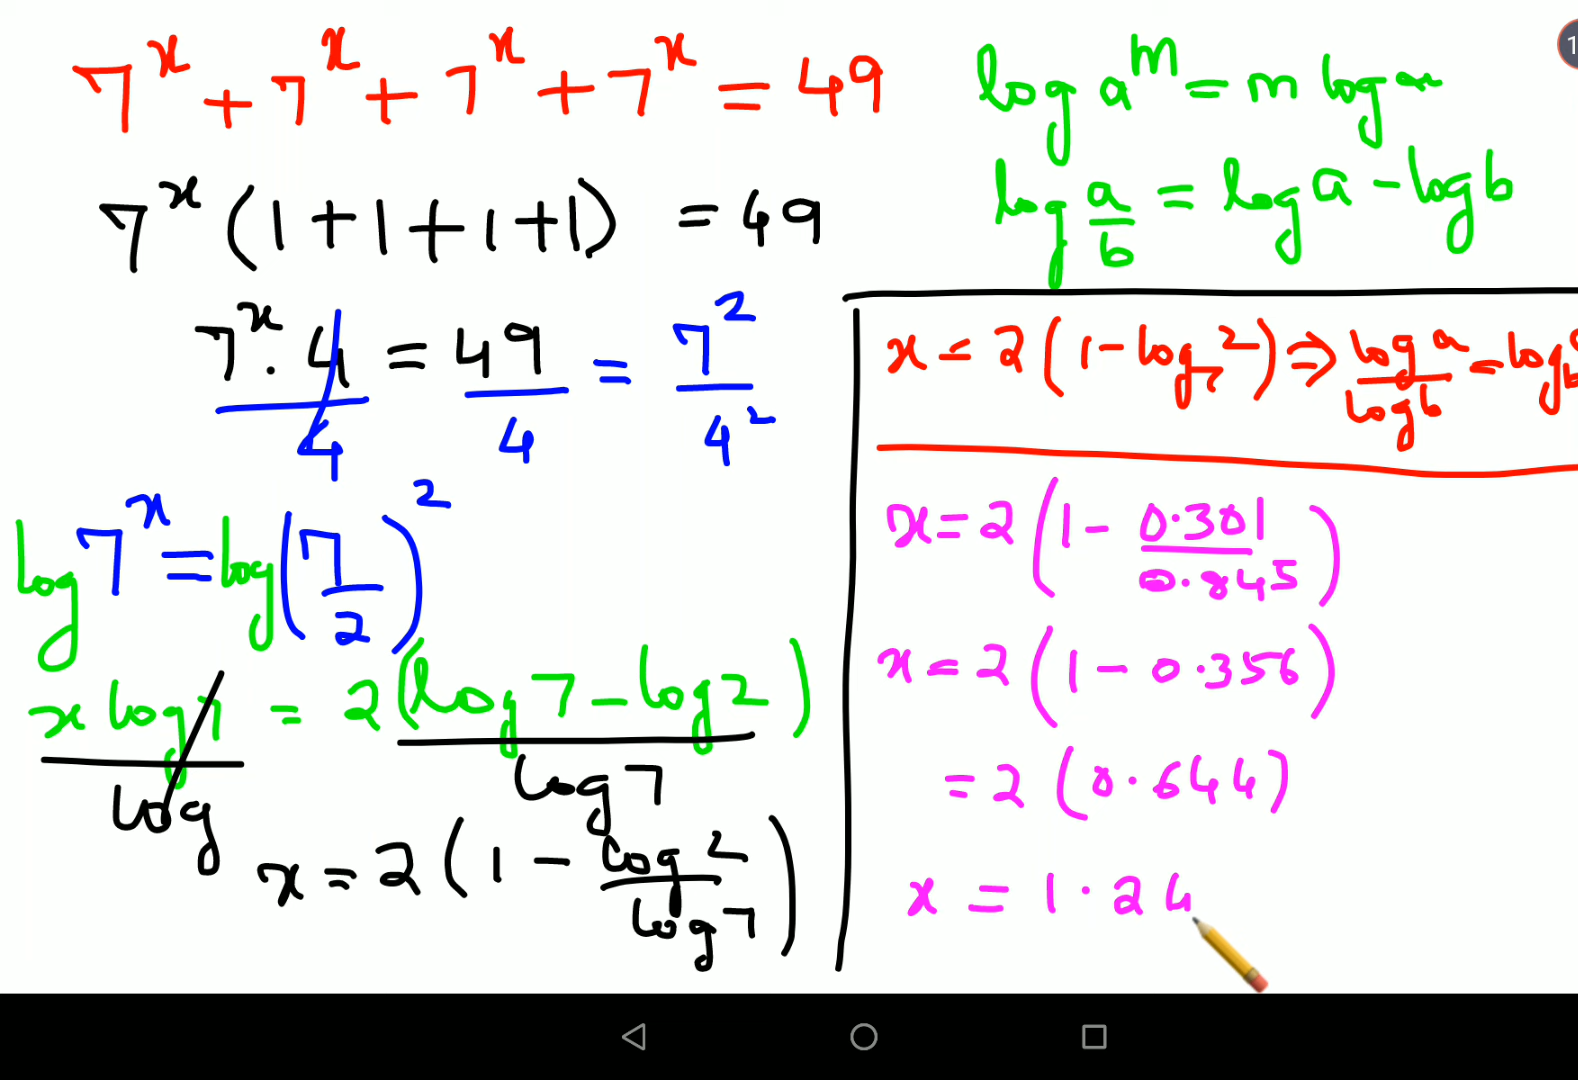 7^x + 7^x + 7^x + 7^x = 49
7^x (1 + 1 + 1 + 1) = 49
7^x . 4 / 4 = 49 / 4 = 7^2 / 4^2
log 7^x = log (7/2)^2
x log 7 / log = 2(log 7 - log 2) / log 7
x = 2 (1 - log 2 / log 7)
log a^m = m log a
log a/b = log a - log b
x = 2 (1 - log_7 2) ⇒ log a / log b = log_b
x = 2 (1 - 0.301 / 0.845)
x = 2 (1 - 0.356)
= 2 (0.644)
x = 1.24
1